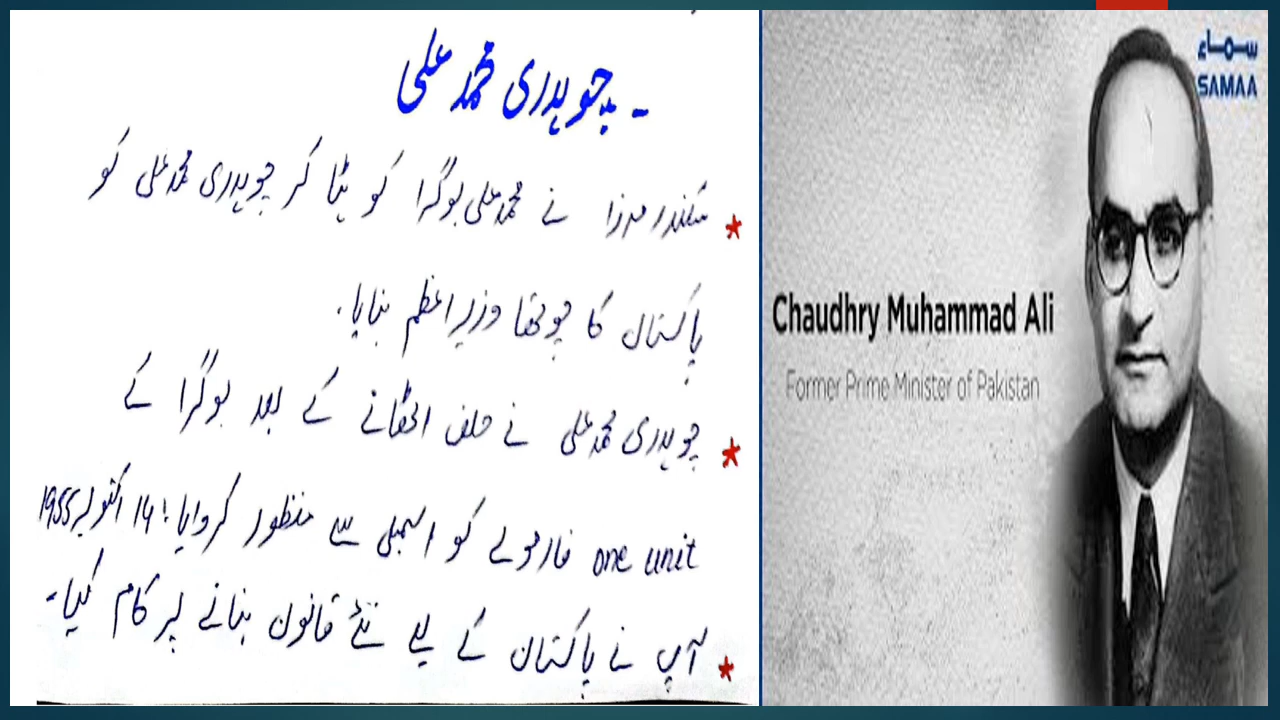 ۔ چوہدری محمد علی
* سکندر مرزا نے محمد علی بوگرا کو ہٹا کر چوہدری محمد علی کو
پاکستان کا چوتھا وزیراعظم بنایا.
* چوہدری محمد علی نے حلف اٹھانے کے بعد بوگرا کے
one unit فارمولے کو اسمبلی سے منظور کروایا! 14 اکتوبر 1955
* آپ نے پاکستان کے لیے نئے قانون بنانے پر کام کیا۔
سماء
SAMAA
Chaudhry Muhammad Ali
Former Prime Minister of Pakistan